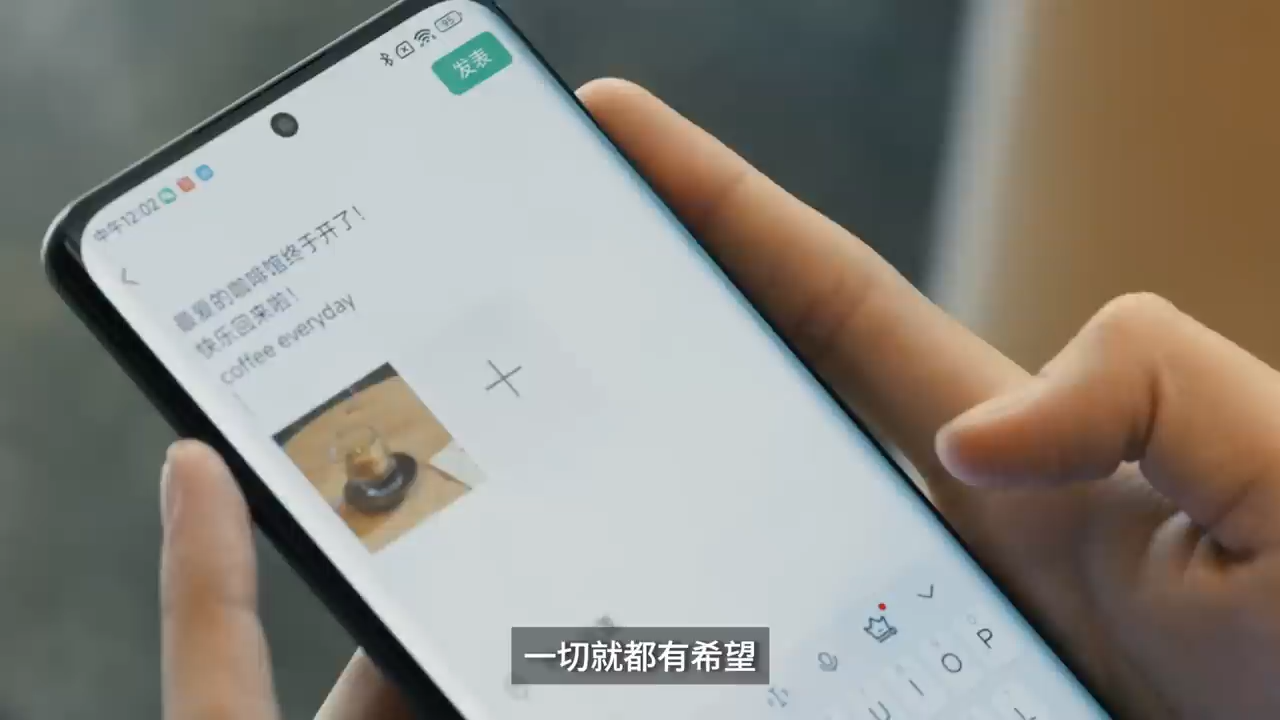 95
发表
中午12:02
最爱的咖啡馆终于开了！
快乐回来啦！
coffee everyday
U I O P
L
一切就都有希望